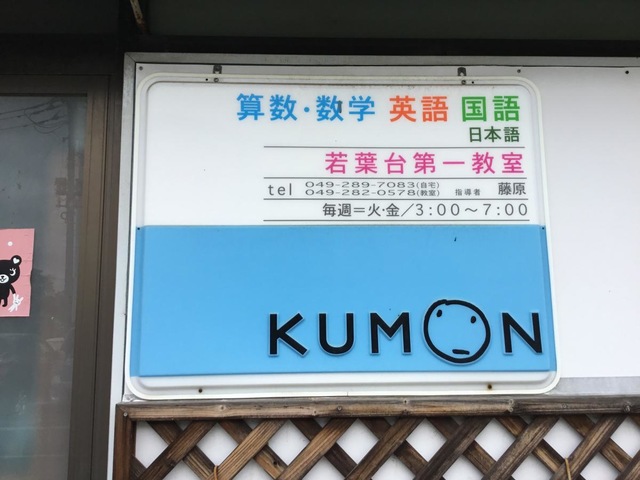 算数・数学 英語 国語
日本語
若葉台第一教室
tel 049-289-7083(自宅)
049-282-0578(教室) 指導者 藤原
毎週=火・金/3:00〜7:00
KUMON